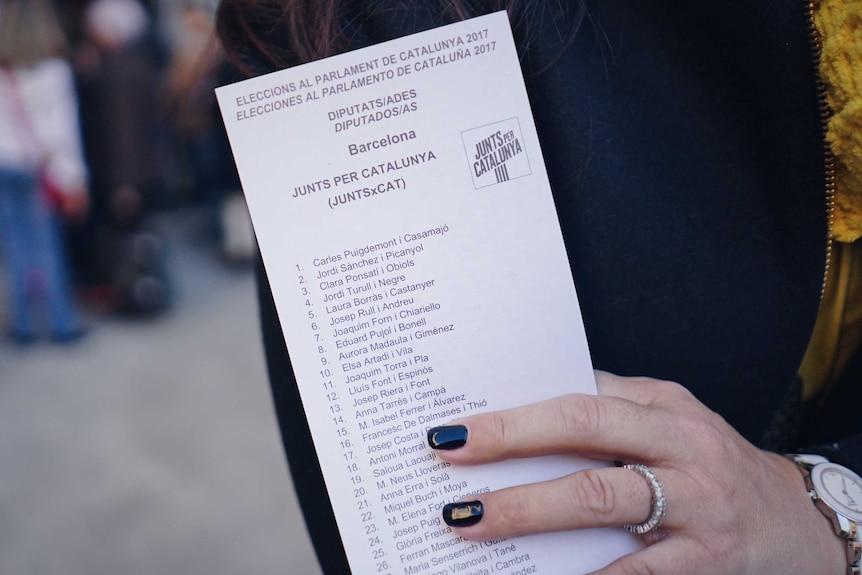 ELECCIONS AL PARLAMENT DE CATALUNYA 2017
ELECCIONES AL PARLAMENTO DE CATALUÑA 2017
DIPUTATS/ADES
DIPUTADOS/AS
Barcelona
JUNTS PER CATALUNYA
(JUNTSxCAT)
JUNTS PER
CATALUNYA
1. Carles Puigdemont i Casamajó
2. Jordi Sànchez i Picanyol
3. Clara Ponsatí i Obiols
4. Jordi Turull i Negre
5. Laura Borràs i Castanyer
6. Josep Rull i Andreu
7. Joaquim Forn i Chiariello
8. Eduard Pujol i Bonell
9. Aurora Madaula i Giménez
10. Elsa Artadi i Vila
11. Joaquim Torra i Pla
12. Lluís Font i Espinós
13. Josep Riera i Font
14. Anna Tarrés i Campà
15. M. Isabel Ferrer i Álvarez
16. Francesc De Dalmases i Thió
17. Josep Costa
18. Antoni Morral
19. Saloua
20. M. Neus Lloveras
21. Anna Erra i Solà
22. Miquel Buch i Moya
23. M. Elena Fort i Cisneros
24. Josep
25. Glòria Freixa
26. Ferran
Maria Senserrich i
Vilanova i Tané
i Cambra